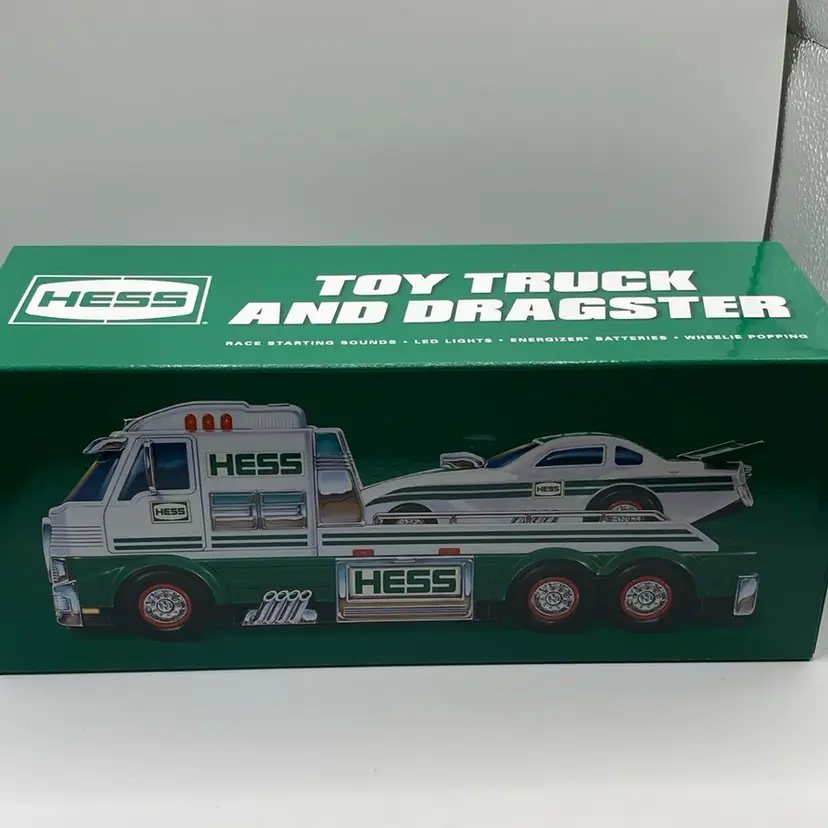 HESS
TOY TRUCK
AND DRAGSTER
RACE STARTING SOUNDS • LED LIGHTS • ENERGIZER® BATTERIES • WHEELIE POPPING
HESS
HESS
HESS
HESS